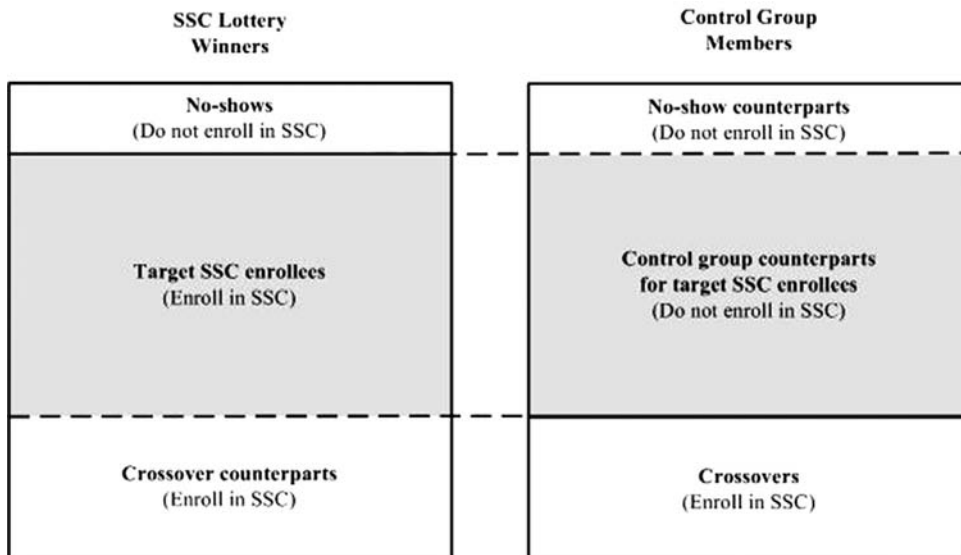 SSC Lottery
Winners
Control Group
Members
No-shows
(Do not enroll in SSC)
No-show counterparts
(Do not enroll in SSC)
Target SSC enrollees
(Enroll in SSC)
Control group counterparts
for target SSC enrollees
(Do not enroll in SSC)
Crossover counterparts
(Enroll in SSC)
Crossovers
(Enroll in SSC)